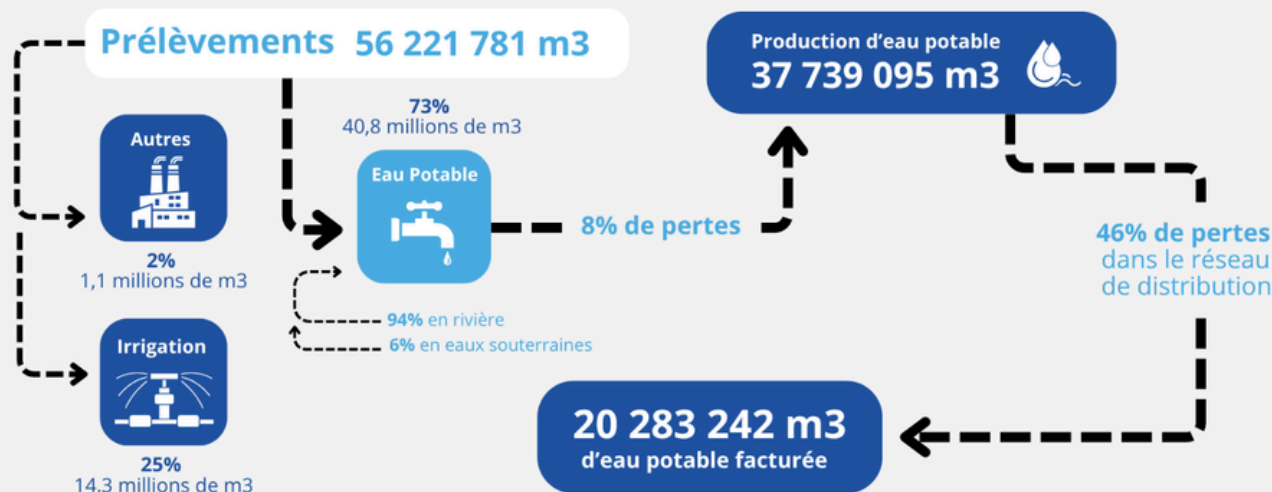 Prélèvements 56 221 781 m3
Production d'eau potable
37 739 095 m3
73%
40,8 millions de m3
Autres
Eau Potable
8% de pertes
46% de pertes
dans le réseau
de distribution
2%
1,1 millions de m3
94% en rivière
6% en eaux souterraines
Irrigation
20 283 242 m3
d'eau potable facturée
25%
14,3 millions de m3